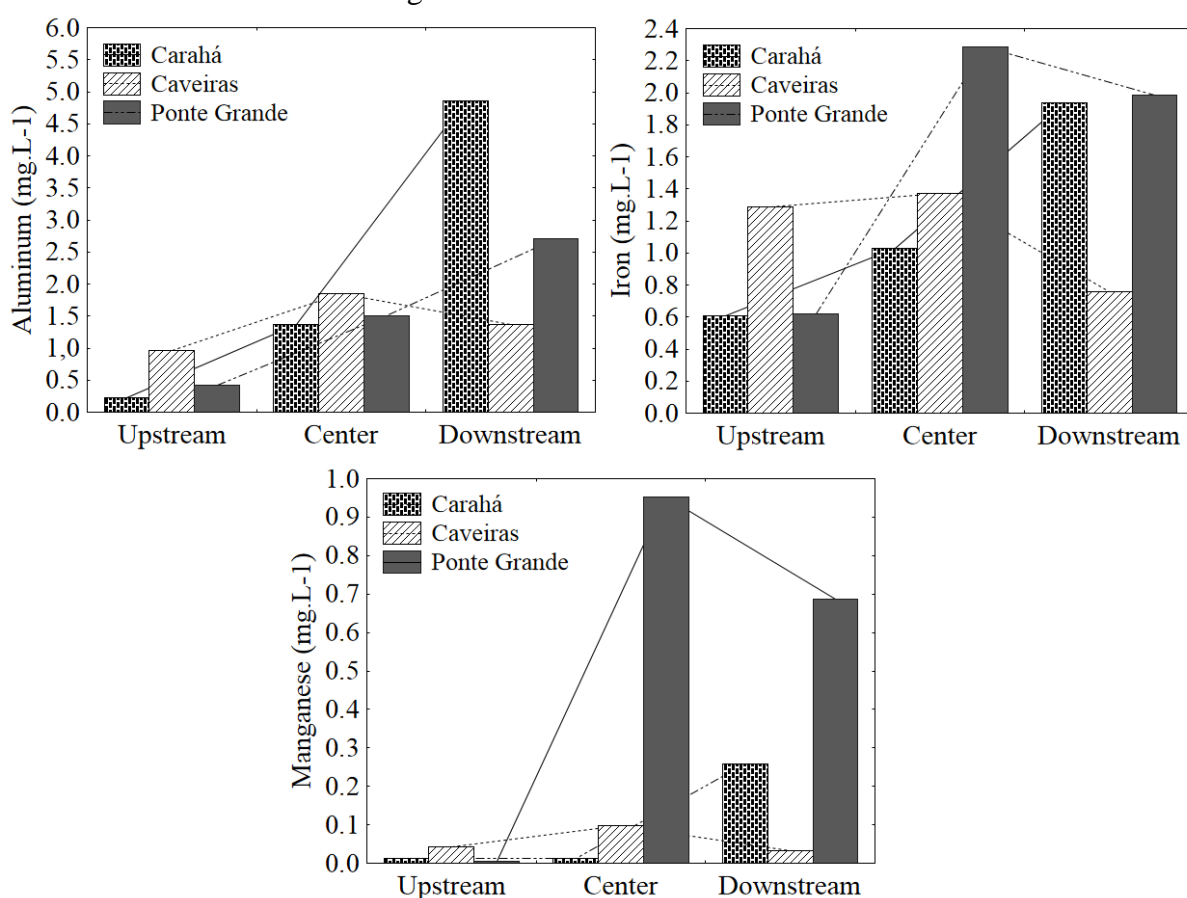 6.0
5.5
5.0
4.5
4.0
3.5
3.0
2.5
2.0
1.5
1,0
0.5
0.0
Aluminum (mg.L-1)
Carahá
Caveiras
Ponte Grande
Upstream Center Downstream
2.4
2.2
2.0
1.8
1.6
1.4
1.2
1.0
0.8
0.6
0.4
0.2
0.0
Iron (mg.L-1)
Carahá
Caveiras
Ponte Grande
Upstream Center Downstream
1.0
0.9
0.8
0.7
0.6
0.5
0.4
0.3
0.2
0.1
0.0
Manganese (mg.L-1)
Carahá
Caveiras
Ponte Grande
Upstream Center Downstream